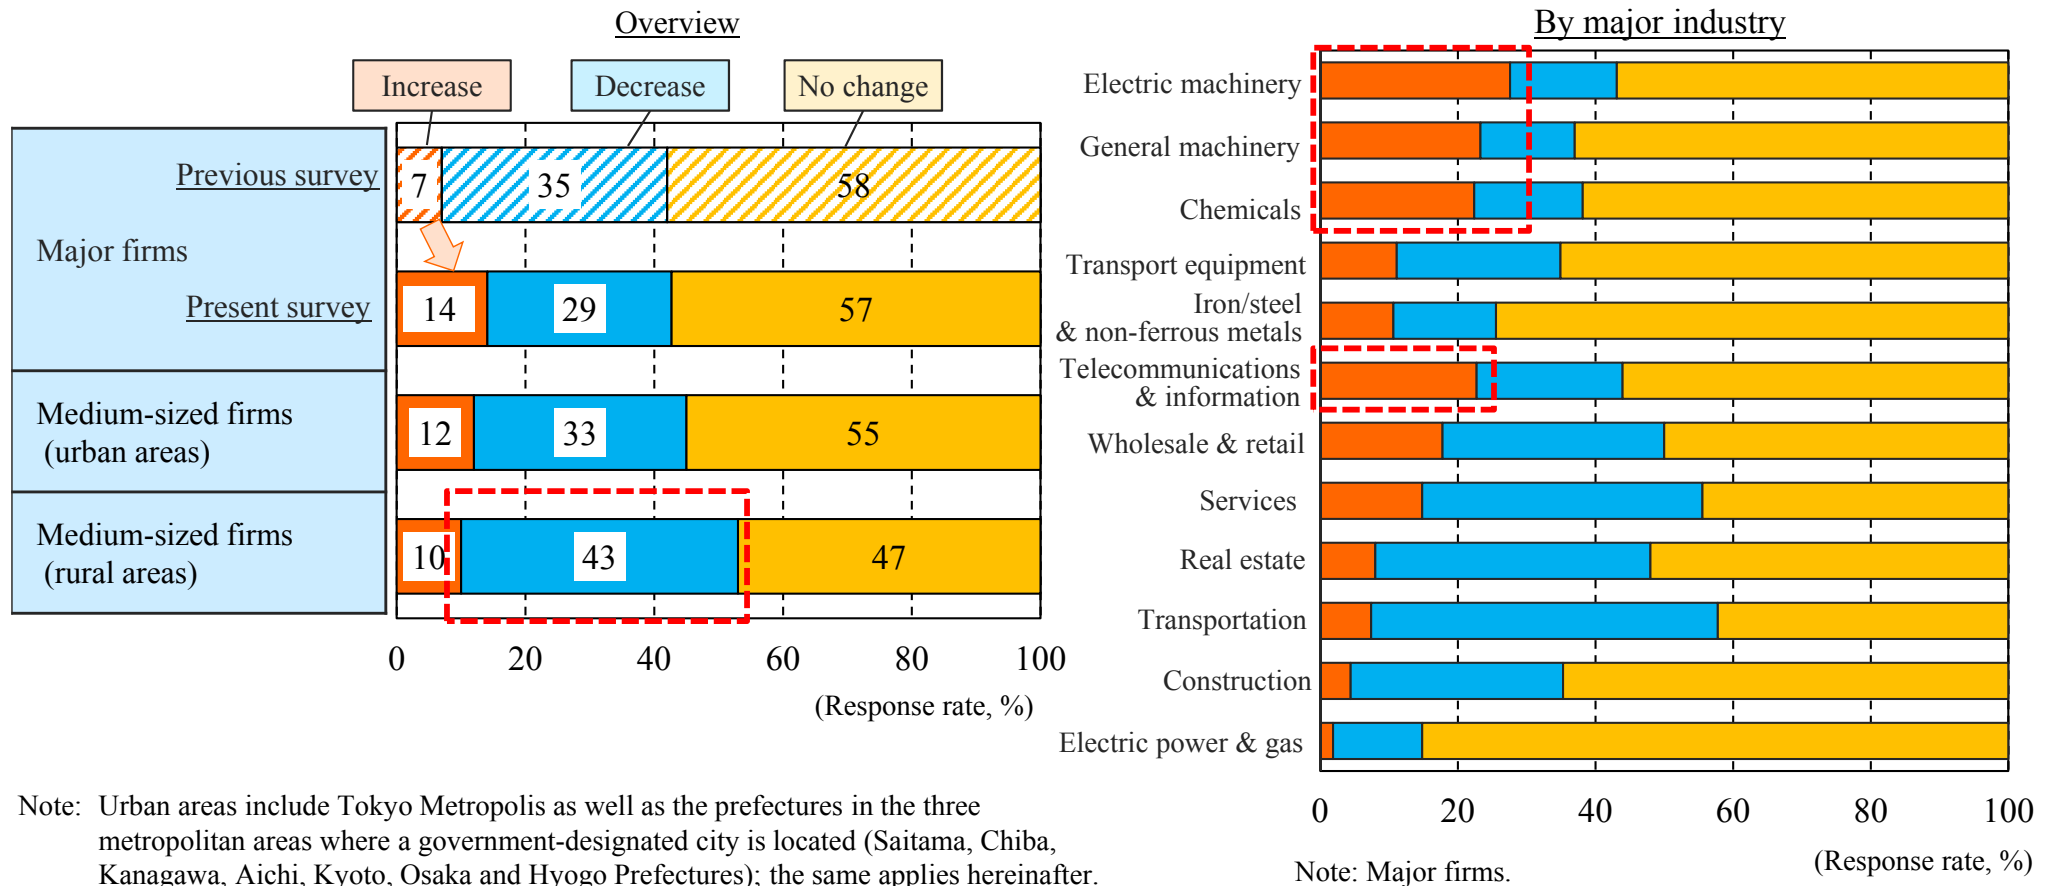 Overview
Increase
Decrease
No change
Previous survey
7
35
58
Major firms
Present survey
14
29
57
Medium-sized firms
(urban areas)
12
33
55
Medium-sized firms
(rural areas)
10
43
47
0 20 40 60 80 100
(Response rate, %)
Note: Urban areas include Tokyo Metropolis as well as the prefectures in the three
metropolitan areas where a government-designated city is located (Saitama, Chiba,
Kanagawa, Aichi, Kyoto, Osaka and Hyogo Prefectures); the same applies hereinafter.
By major industry
Electric machinery
General machinery
Chemicals
Transport equipment
Iron/steel
& non-ferrous metals
Telecommunications
& information
Wholesale & retail
Services
Real estate
Transportation
Construction
Electric power & gas
0 20 40 60 80 100
(Response rate, %)
Note: Major firms.